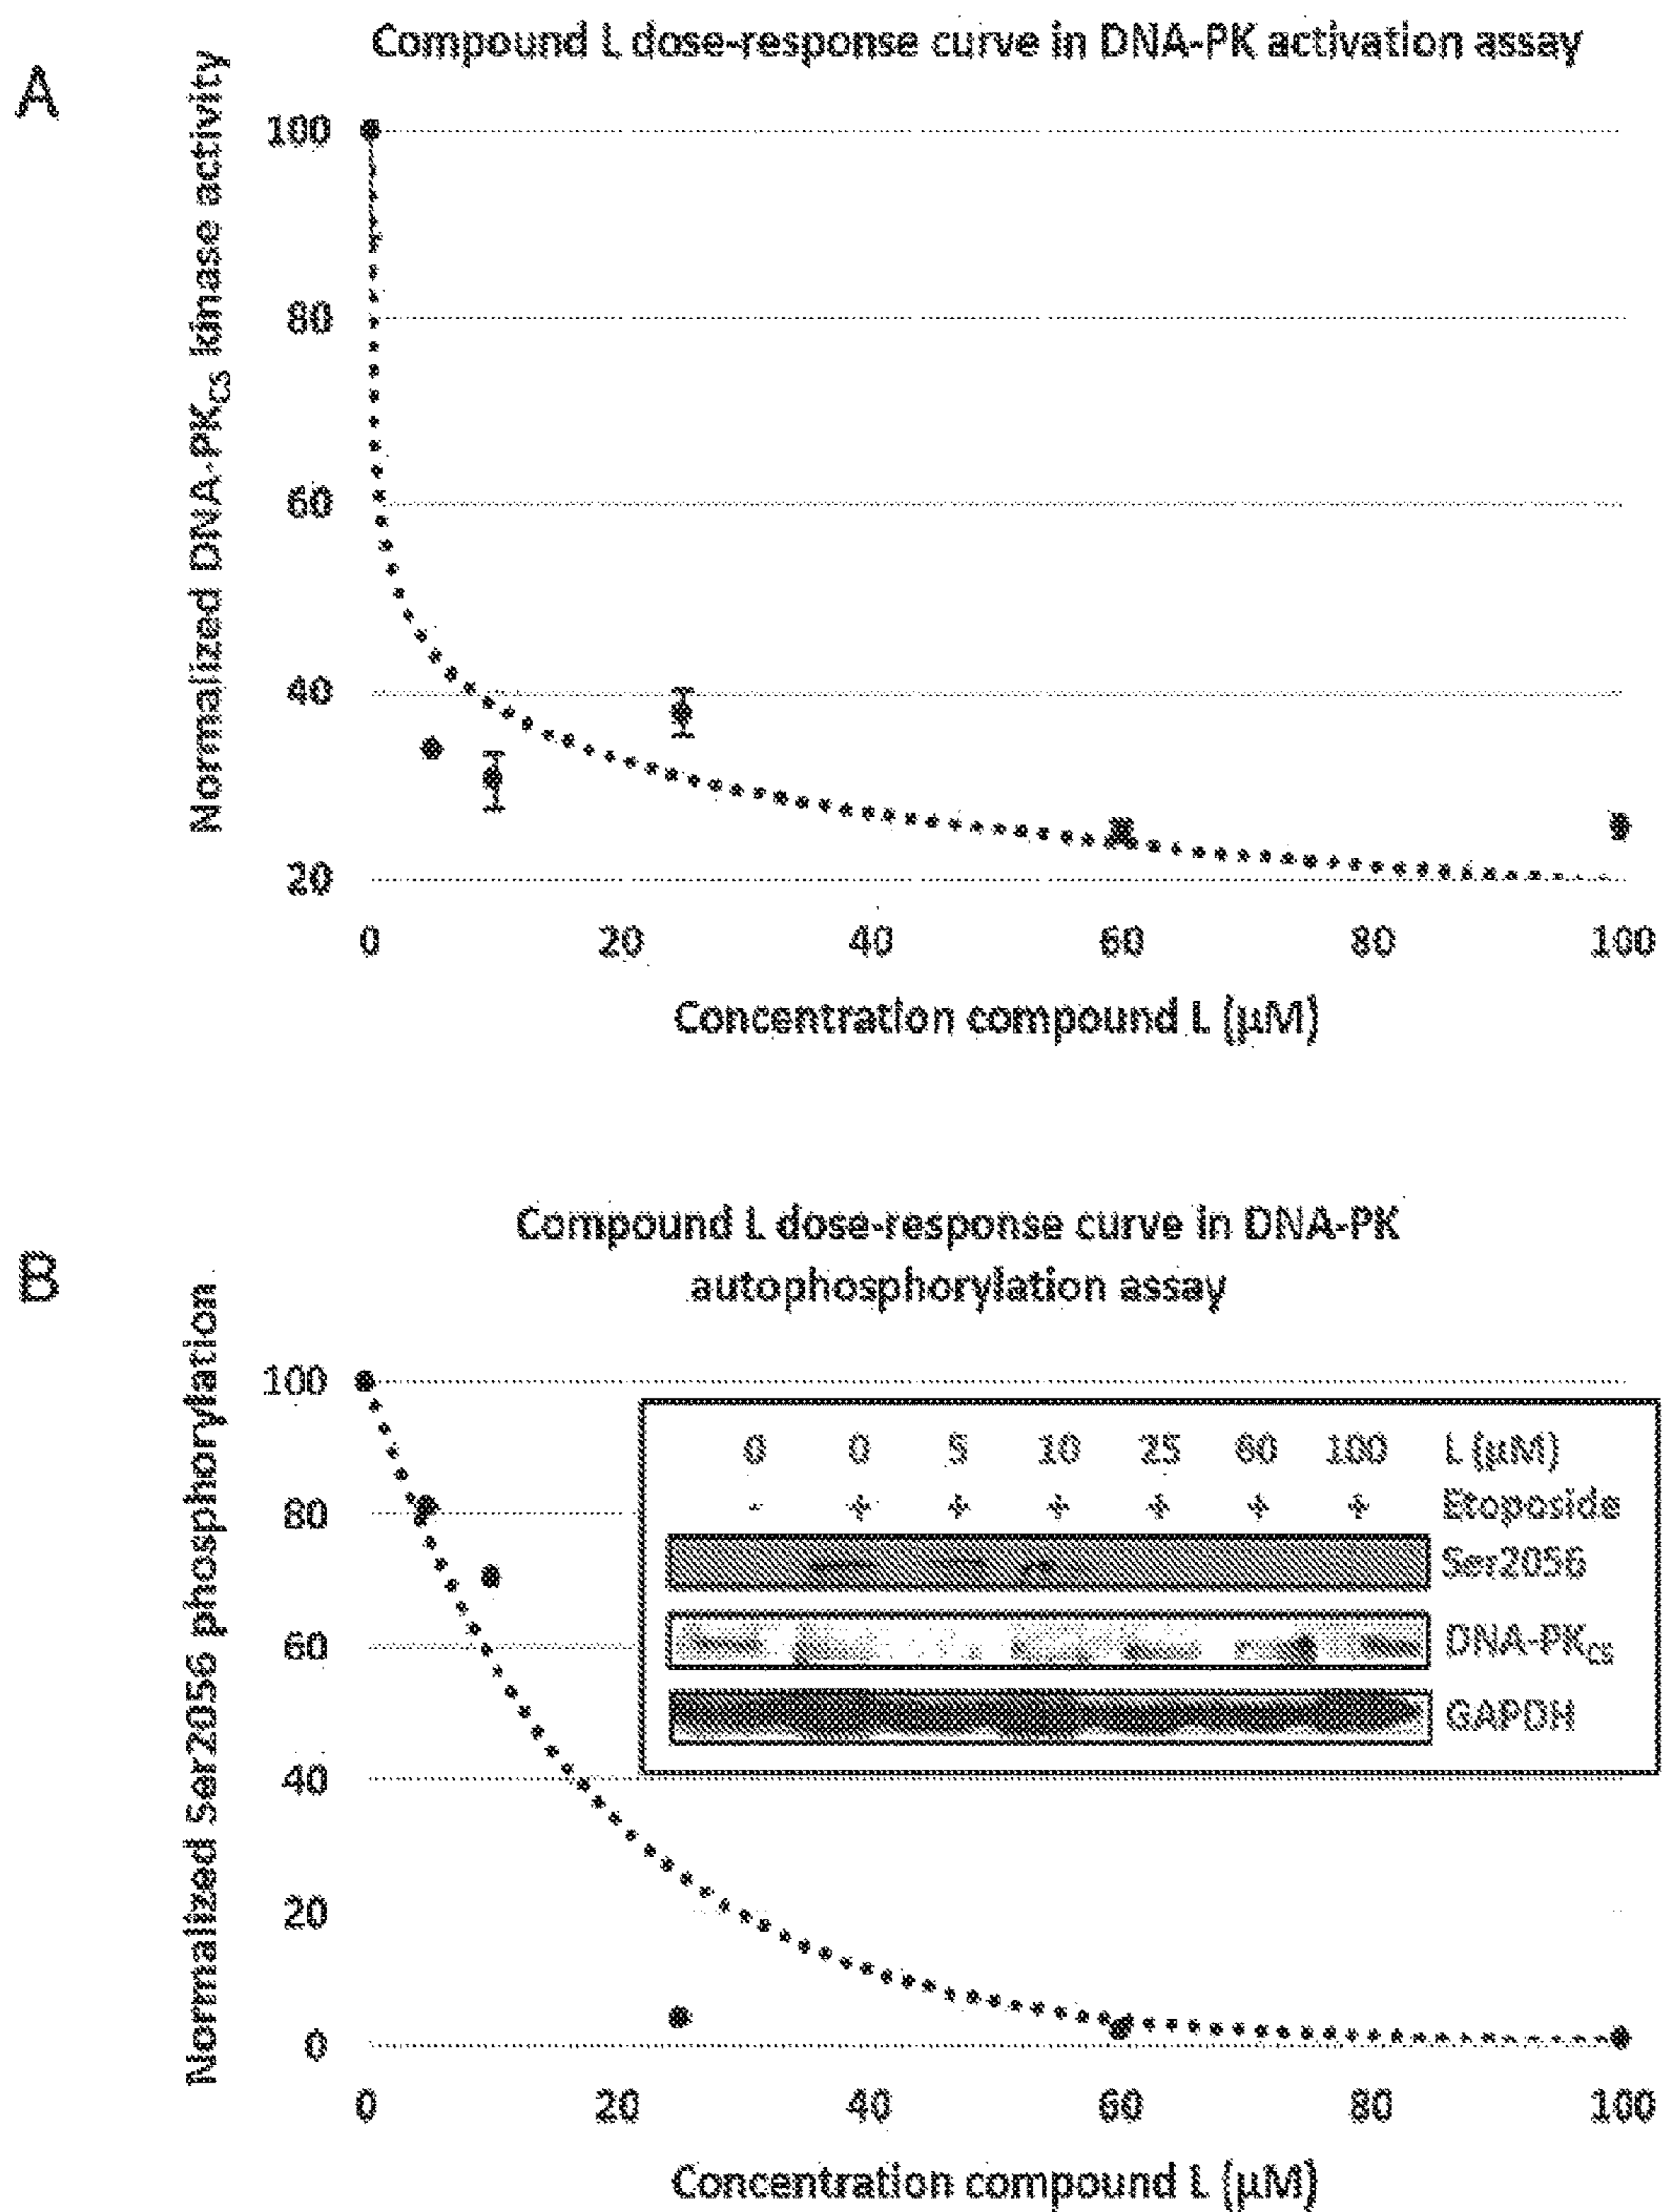 A
Compound L dose-response curve in DNA-PK activation assay
Normalized DNA-PKCS kinase activity
100
80
60
40
20
0 20 40 60 80 100
Concentration compound L (µM)
B
Compound L dose-response curve in DNA-PK
autophosphorylation assay
Normalized Ser2056 phosphorylation
100
80
60
40
20
0
0 0 5 10 25 60 100 L (µM)
- + + + + + + Etoposide
Ser2056
DNA-PKCS
GAPDH
0 20 40 60 80 100
Concentration compound L (µM)